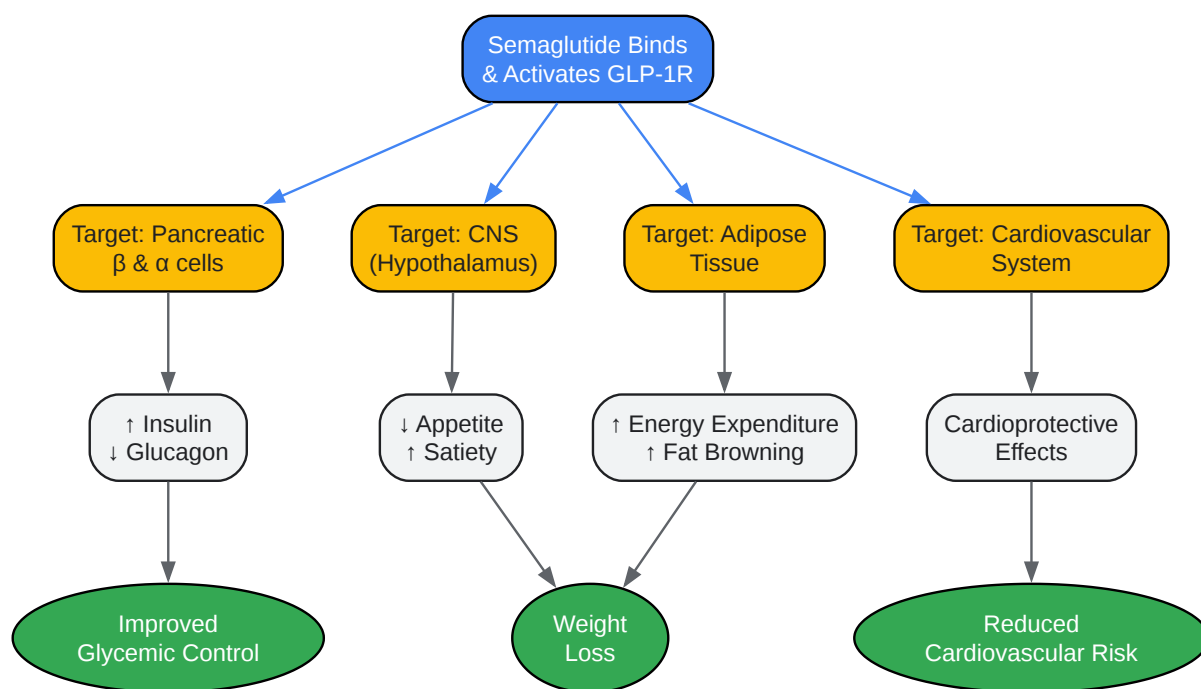 Semaglutide Binds
& Activates GLP-1R
Target: Pancreatic
β & α cells
Target: CNS
(Hypothalamus)
Target: Adipose
Tissue
Target: Cardiovascular
System
↑ Insulin
↓ Glucagon
↓ Appetite
↑ Satiety
↑ Energy Expenditure
↑ Fat Browning
Cardioprotective
Effects
Improved
Glycemic Control
Weight
Loss
Reduced
Cardiovascular Risk